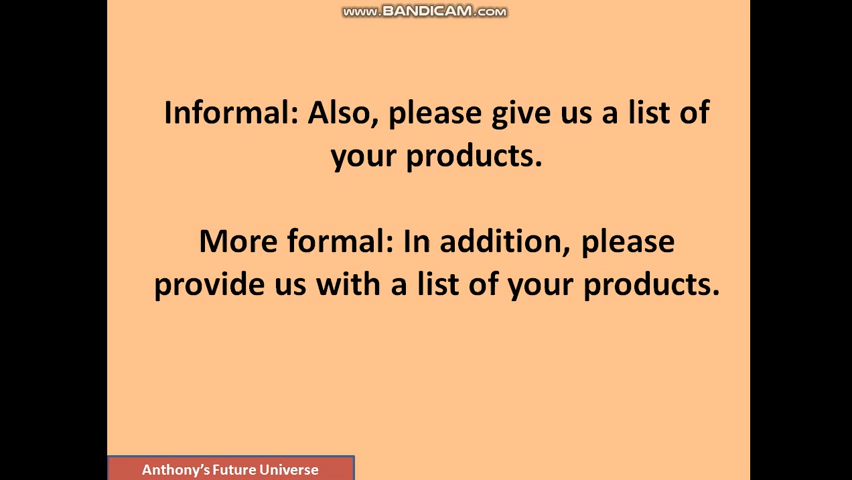 www.BANDICAM.com
Informal: Also, please give us a list of
your products.
More formal: In addition, please
provide us with a list of your products.
Anthony's Future Universe